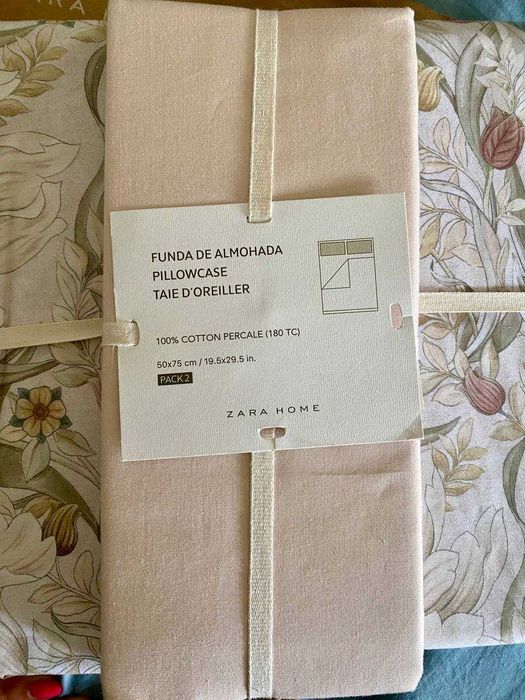 FUNDA DE ALMOHADA
PILLOWCASE
TAIE D'OREILLER
100% COTTON PERCALE (180 TC)
50x75 cm / 19.5x29.5 in.
PACK 2
ZARA HOME